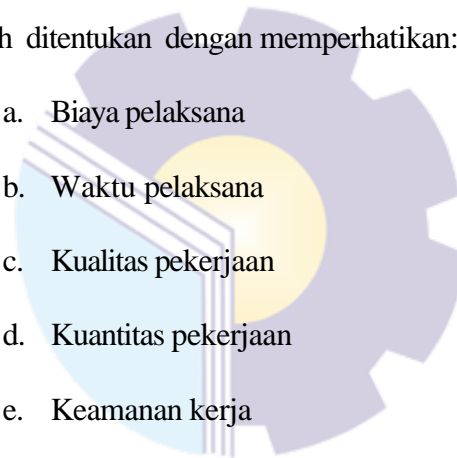 ditentukan dengan memperhatikan:
a. Biaya pelaksana
b. Waktu pelaksana
c. Kualitas pekerjaan
d. Kuantitas pekerjaan
e. Keamanan kerja